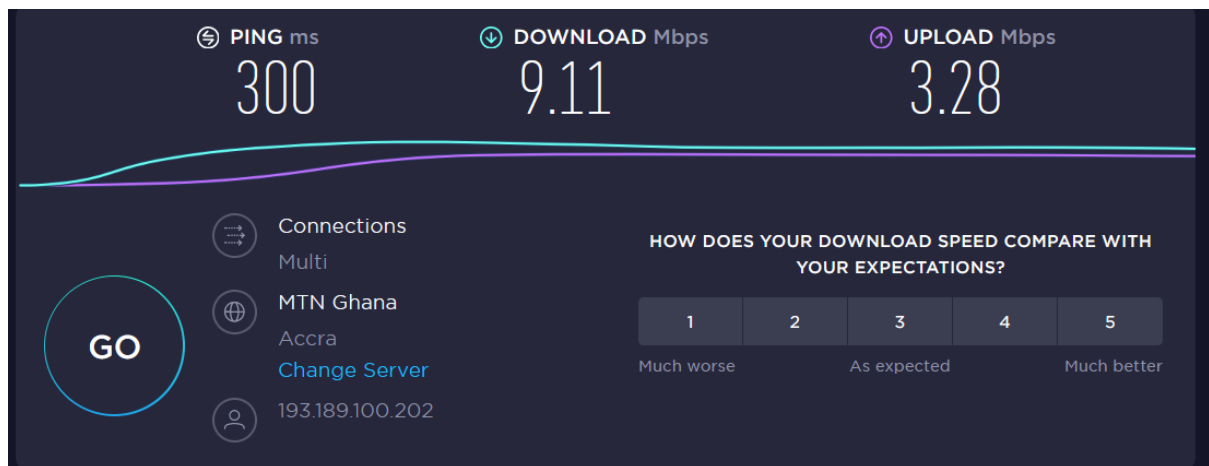 PING ms
300
DOWNLOAD Mbps
9.11
UPLOAD Mbps
3.28
GO
Connections
Multi
MTN Ghana
Accra
Change Server
193.189.100.202
HOW DOES YOUR DOWNLOAD SPEED COMPARE WITH
YOUR EXPECTATIONS?
1 2 3 4 5
Much worse As expected Much better